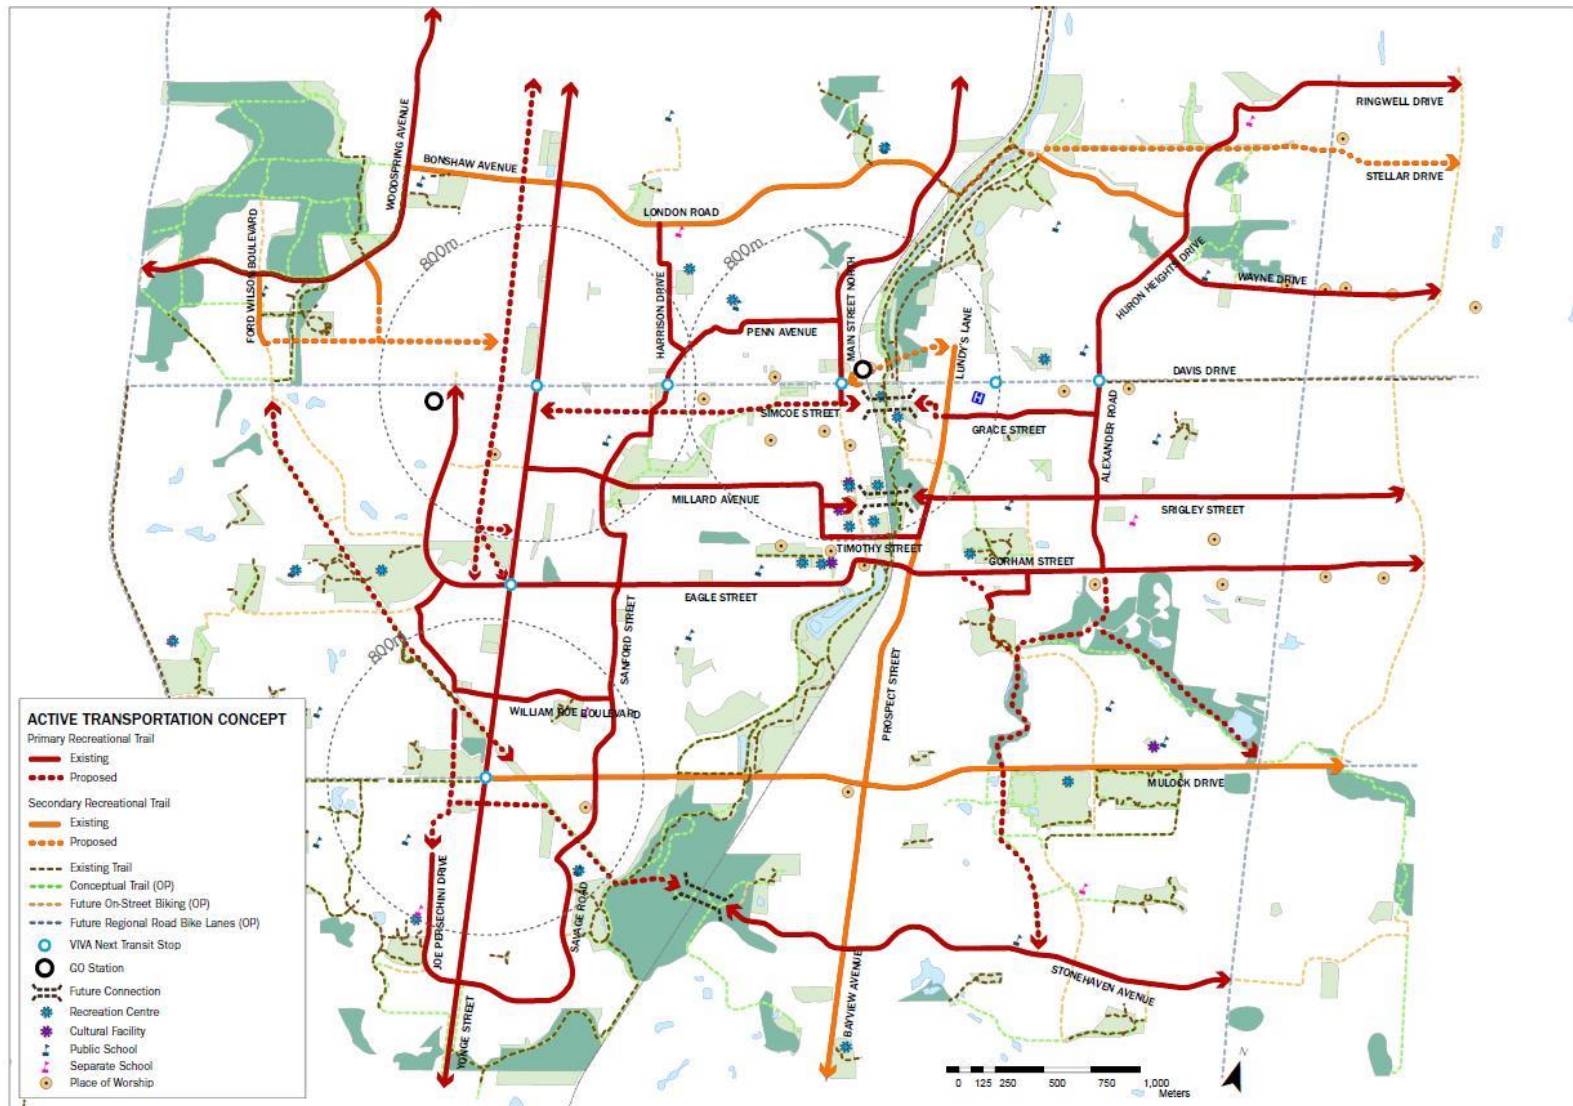 RINGWELL DRIVE
WOODSPRING AVENUE
BONSHAW AVENUE
STELLAR DRIVE
LONDON ROAD
FORD WILSON BOULEVARD
800m
800m
HURON HEIGHTS DRIVE
WAYNE DRIVE
HARRISON DRIVE
PENN AVENUE
MAIN STREET NORTH
LUNDY'S LANE
DAVIS DRIVE
H
SIMCOE STREET
GRACE STREET
ALEXANDER ROAD
MILLARD AVENUE
SRIGLEY STREET
TIMOTHY STREET
GORHAM STREET
EAGLE STREET
SANFORD STREET
800m
PROSPECT STREET
WILLIAM ROE BOULEVARD
MULOCK DRIVE
JOE PERSECHINI DRIVE
SAVAGE ROAD
STONEHAVEN AVENUE
BAYVIEW AVENUE
YONGE STREET
ACTIVE TRANSPORTATION CONCEPT
Primary Recreational Trail
Existing
Proposed
Secondary Recreational Trail
Existing
Proposed
Existing Trail
Conceptual Trail (OP)
Future On-Street Biking (OP)
Future Regional Road Bike Lanes (OP)
VIVA Next Transit Stop
GO Station
Future Connection
Recreation Centre
Cultural Facility
Public School
Separate School
Place of Worship
0 125 250 500 750 1,000
Meters
N